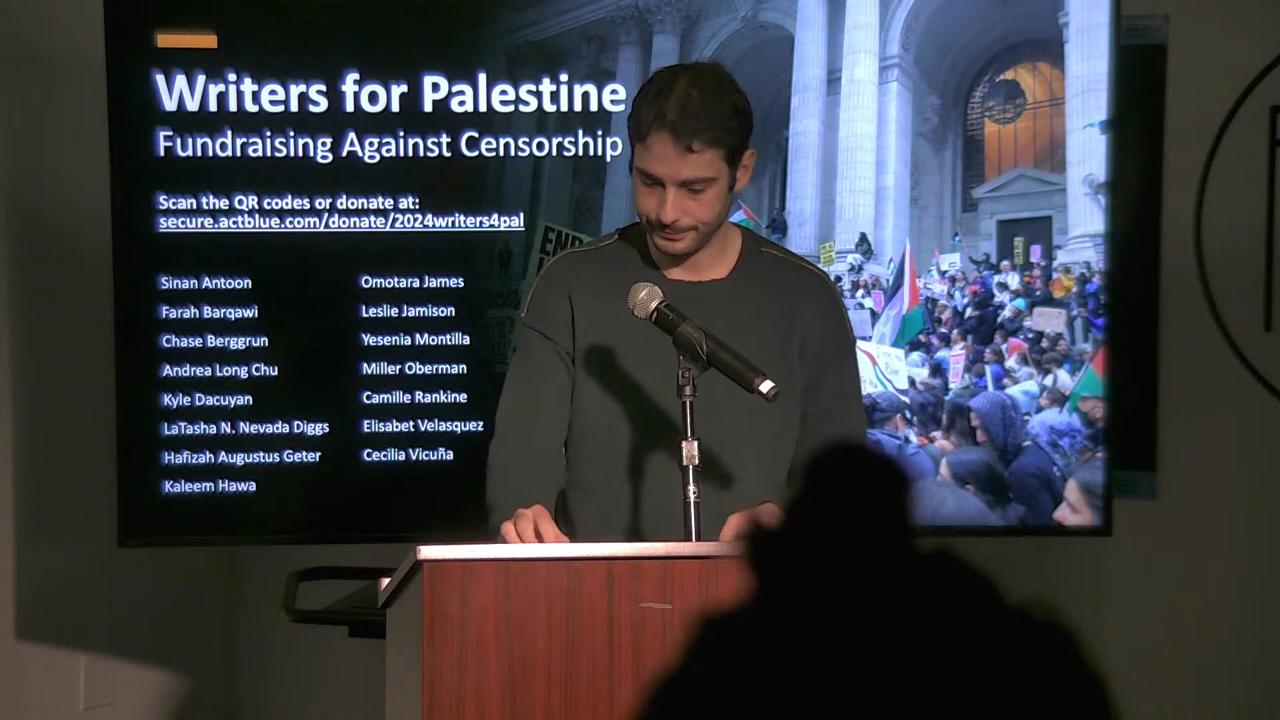 Writers for Palestine
Fundraising Against Censorship
Scan the QR codes or donate at:
secure.actblue.com/donate/2024writers4pal
Sinan Antoon
Farah Barqawi
Chase Berggrun
Andrea Long Chu
Kyle Dacuyan
LaTasha N. Nevada Diggs
Hafizah Augustus Geter
Kaleem Hawa
Omotara James
Leslie Jamison
Yesenia Montilla
Miller Oberman
Camille Rankine
Elisabet Velasquez
Cecilia Vicuña
END